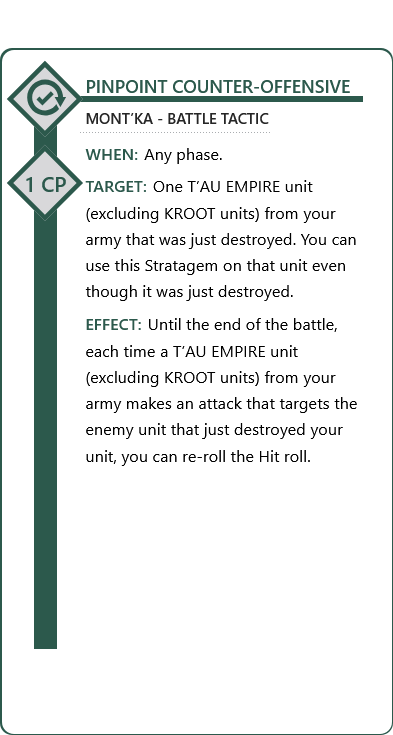 PINPOINT COUNTER-OFFENSIVE
MONT’KA - BATTLE TACTIC
WHEN: Any phase.
1 CP
TARGET: One T’AU EMPIRE unit
(excluding KROOT units) from your
army that was just destroyed. You can
use this Stratagem on that unit even
though it was just destroyed.
EFFECT: Until the end of the battle,
each time a T’AU EMPIRE unit
(excluding KROOT units) from your
army makes an attack that targets the
enemy unit that just destroyed your
unit, you can re-roll the Hit roll.